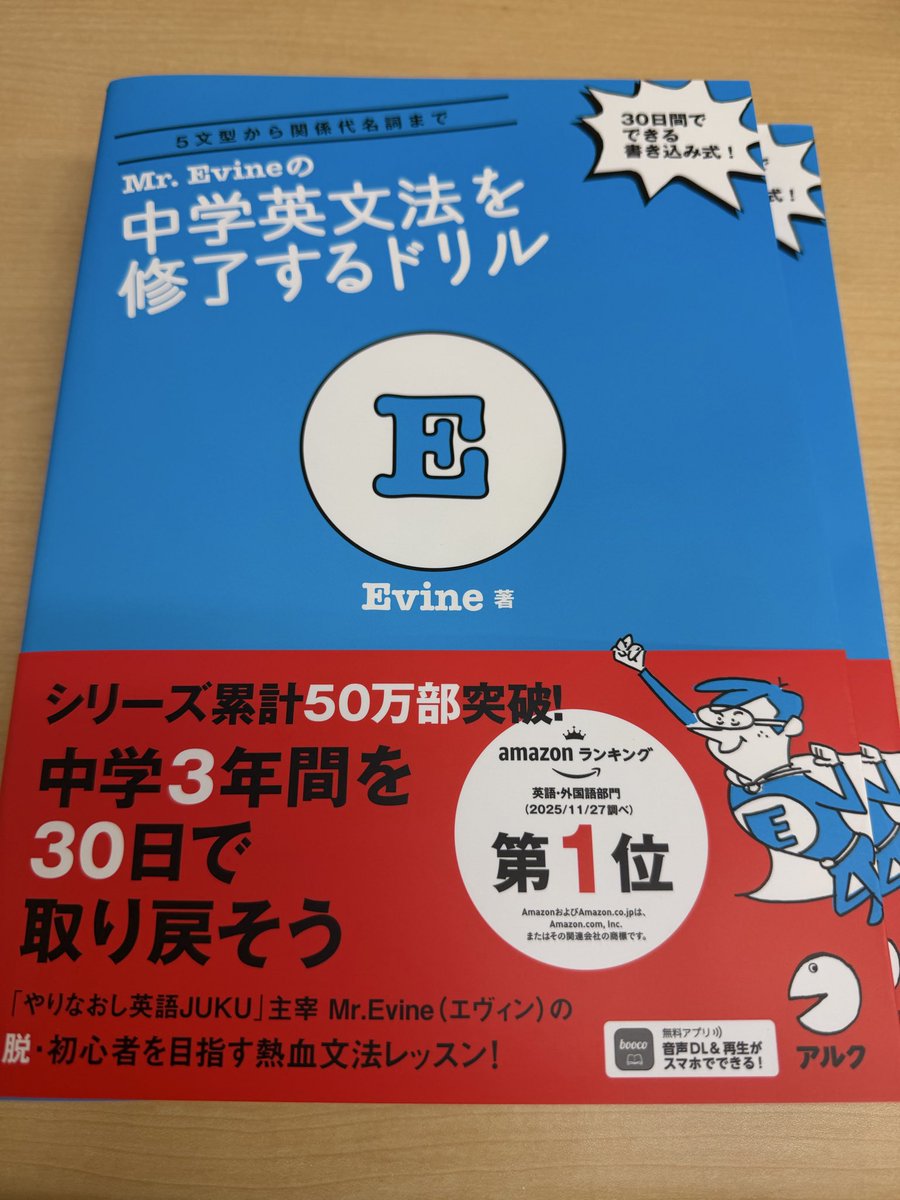 5文型から関係代名詞まで
Mr. Evineの
中学英文法を
修了するドリル
30日間で
できる
書き込み式！
式！
E
Evine 著
シリーズ累計50万部突破!
中学3年間を
30日で
取り戻そう
amazon ランキング
英語・外国語部門
(2025/11/27調べ)
第1位
AmazonおよびAmazon.co.jpは、
Amazon.com, Inc.
またはその関連会社の商標です。
E
「やりなおし英語JUKU」主宰 Mr.Evine（エヴィン）の
脱・初心者を目指す熱血文法レッスン！
booco
無料アプリ
音声DL&再生が
スマホでできる！
アルク